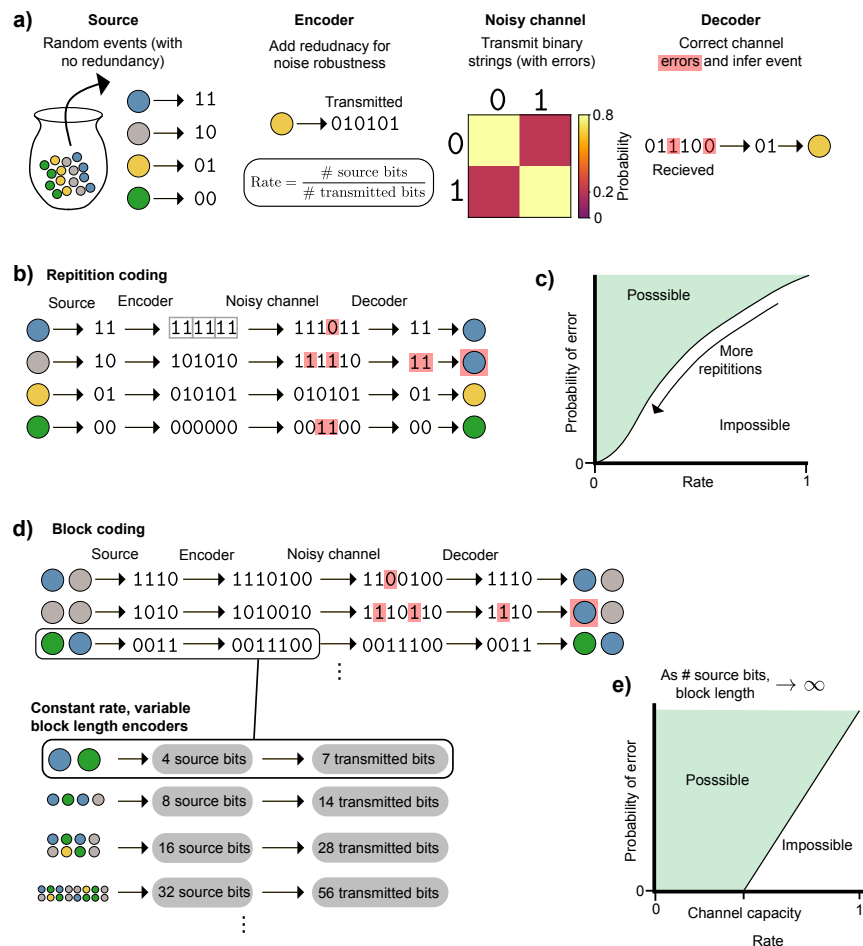 a)
Source
Random events (with
no redundancy)
11
10
01
00
Encoder
Add redudnacy for
noise robustness
Transmitted
010101
Rate = # source bits / # transmitted bits
Noisy channel
Transmit binary
strings (with errors)
0 1
0
1
0.8
0.2
0
Probability
Decoder
Correct channel
errors and infer event
011100 01
Recieved
b) Repitition coding
Source Encoder Noisy channel Decoder
11 111111 111011 11
10 101010 111110 11
01 010101 010101 01
00 000000 001100 00
c)
Posssible
More
repititions
Impossible
Probability of error
0
0 1
Rate
d) Block coding
Source Encoder Noisy channel Decoder
1110 1110100 1100100 1110
1010 1010010 1110110 1110
0011 0011100 0011100 0011
⋮
Constant rate, variable
block length encoders
4 source bits 7 transmitted bits
8 source bits 14 transmitted bits
16 source bits 28 transmitted bits
32 source bits 56 transmitted bits
⋮
e)
As # source bits,
block length → ∞
Posssible
Impossible
Probability of error
0
0 1
Channel capacity
Rate